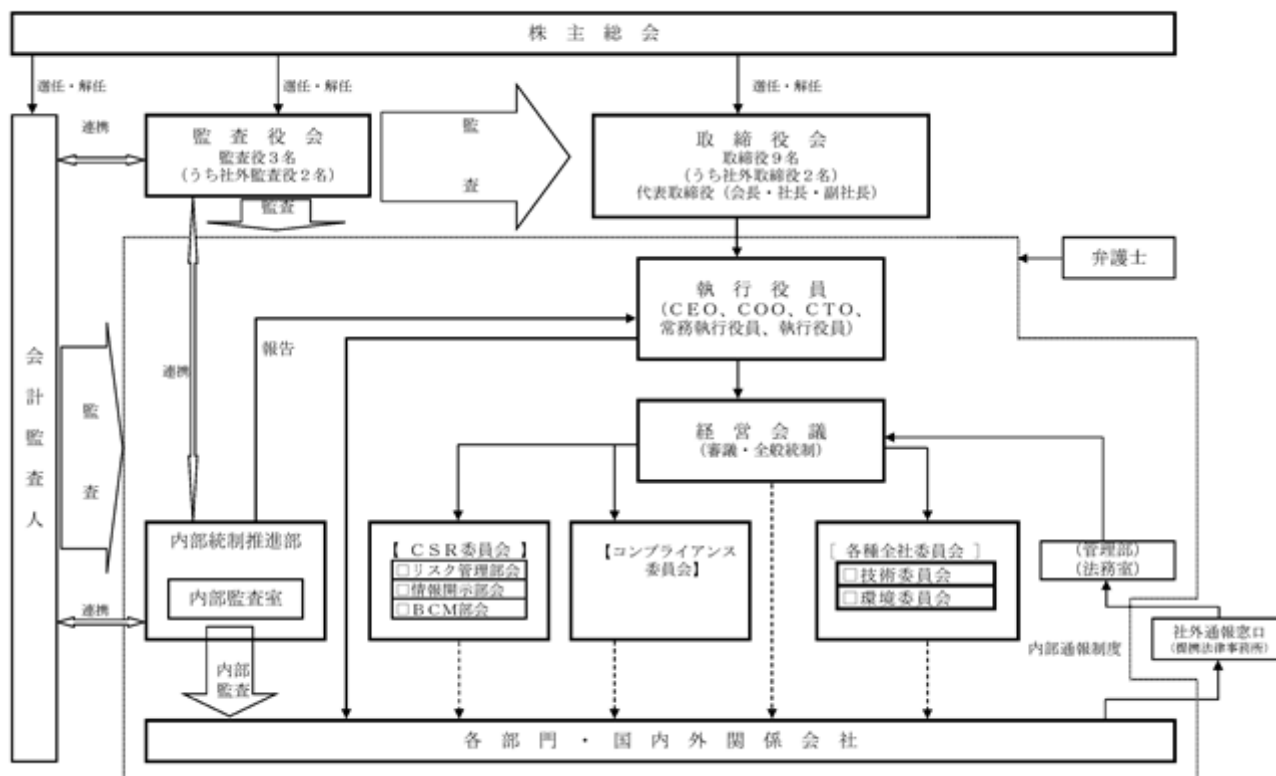 株主総会
選任・解任
選任・解任
選任・解任
連携
監査役会
監査役3名
(うち社外監査役2名)
監
査
取締役会
取締役9名
(うち社外取締役2名)
代表取締役(会長・社長・副社長)
監査
弁護士
執行役員
(CEO、COO、CTO、
常務執行役員、執行役員)
会計監査人
監
査
連携
報告
経営会議
(審議・全般統制)
内部統制推進部
内部監査室
【 CSR委員会 】
□リスク管理部会
□情報開示部会
□BCM部会
【コンプライアンス
委員会】
[ 各種全社委員会 ]
□技術委員会
□環境委員会
(管理部)
(法務室)
連携
内部
監査
内部通報制度
社外通報窓口
(提携法律事務所)
各部門・国内外関係会社